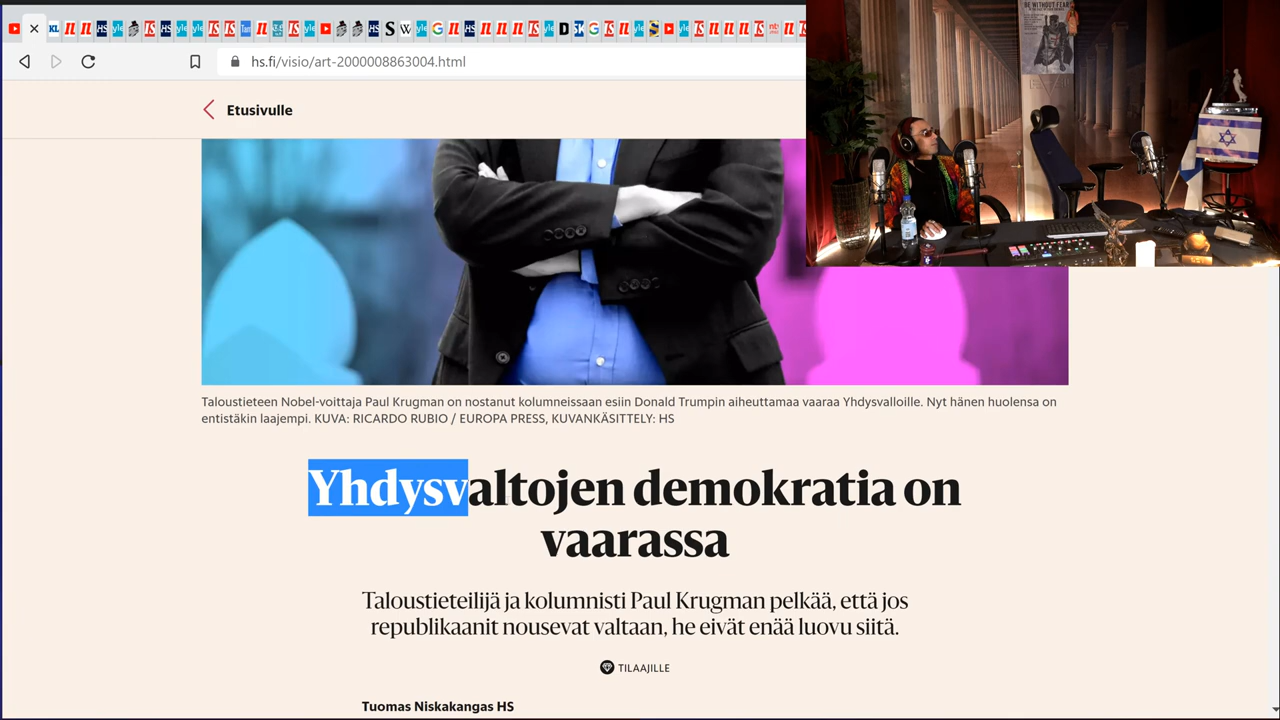 hs.fi/visio/art-2000008863004.html
BE WITHOUT FEAR
Etusivulle
Taloustieteen Nobel-voittaja Paul Krugman on nostanut kolumneissaan esiin Donald Trumpin aiheuttamaa vaaraa Yhdysvalloille. Nyt hänen huolensa on
entistäkin laajempi. KUVA: RICARDO RUBIO / EUROPA PRESS, KUVANKÄSITTELY: HS
Yhdysvaltojen demokratia on
vaarassa
Taloustieteilijä ja kolumnisti Paul Krugman pelkää, että jos
republikaanit nousevat valtaan, he eivät enää luovu siitä.
TILAAJILLE
Tuomas Niskakangas HS